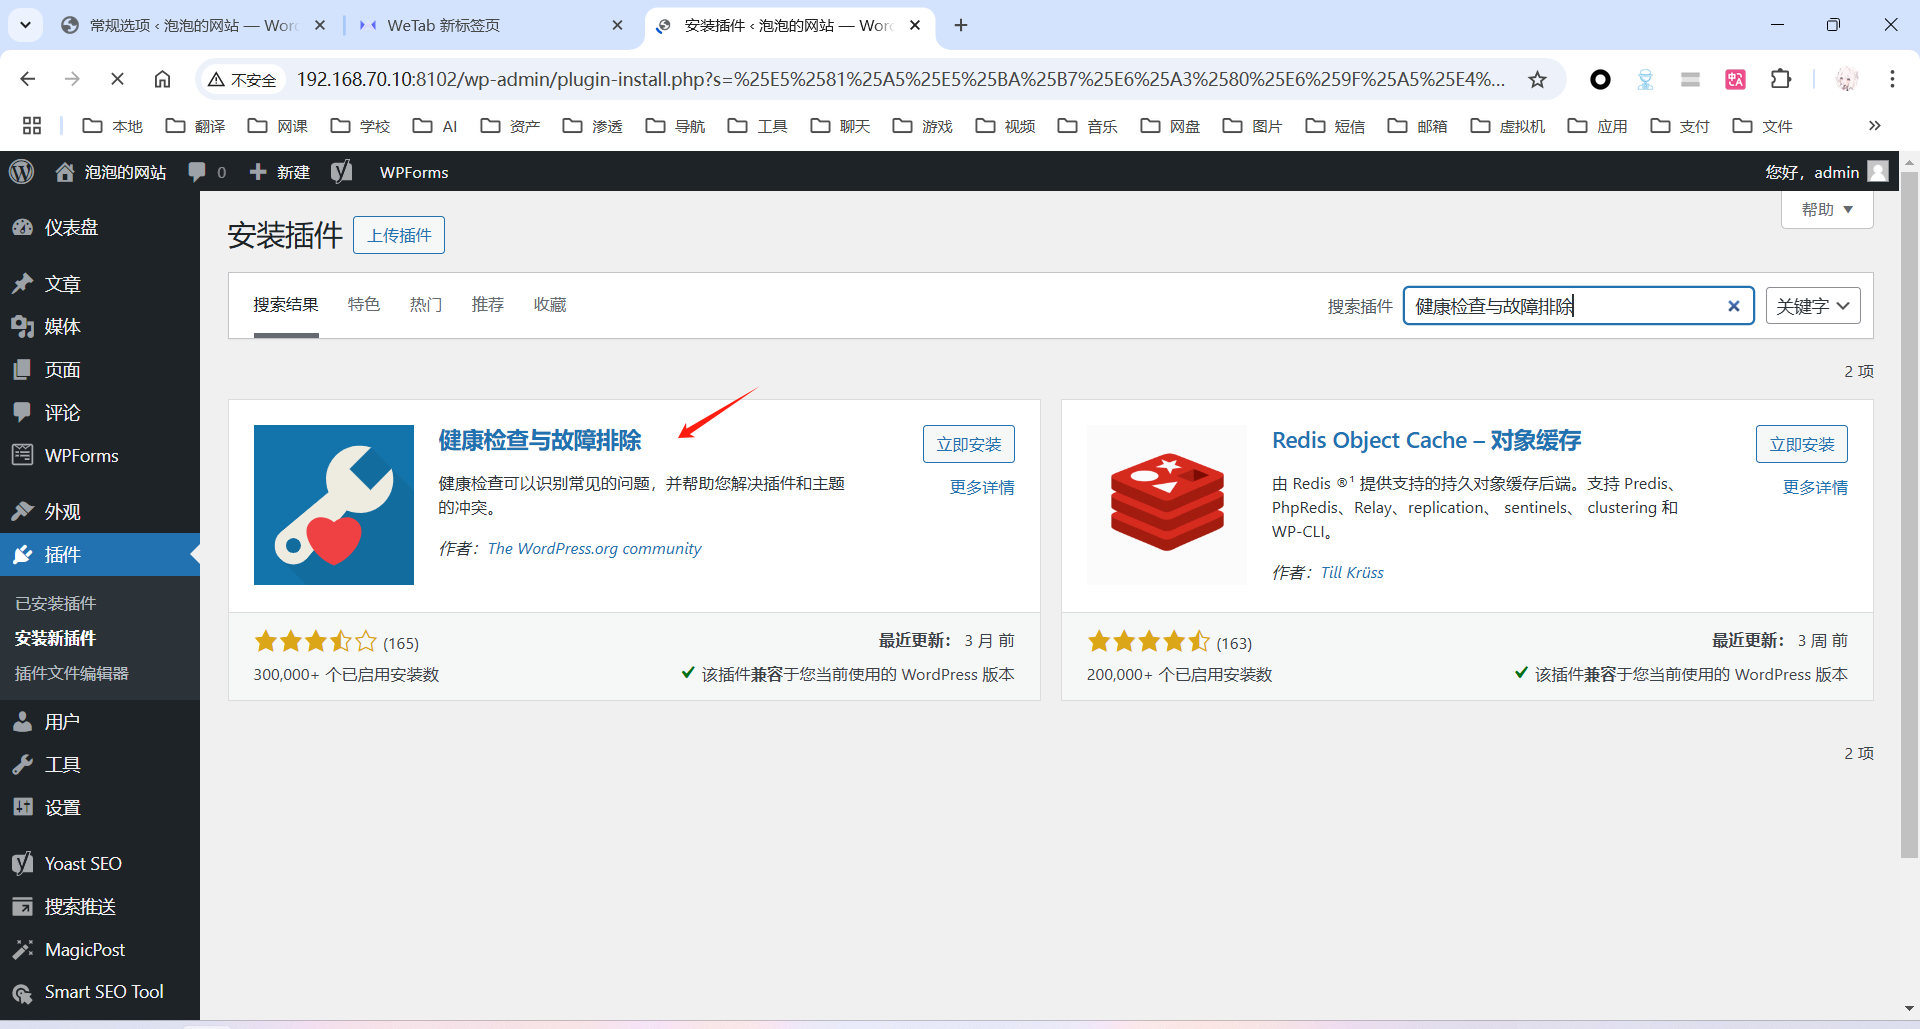 常规选项 ‹ 泡泡的网站 — Wor
WeTab 新标签页
安装插件 ‹ 泡泡的网站 — Wor
不安全
192.168.70.10:8102/wp-admin/plugin-install.php?s=%25E5%2581%25A5%25E5%25BA%25B7%25E6%25A3%2580%25E6%259F%25A5%25E4%...
本地
翻译
网课
学校
AI
资产
渗透
导航
工具
聊天
游戏
视频
音乐
网盘
图片
短信
邮箱
虚拟机
应用
支付
文件
泡泡的网站
0
新建
WPForms
您好，admin
仪表盘
文章
媒体
页面
评论
WPForms
外观
插件
已安装插件
安装新插件
插件文件编辑器
用户
工具
设置
Yoast SEO
搜索推送
MagicPost
Smart SEO Tool
帮助
安装插件
上传插件
搜索结果
特色
热门
推荐
收藏
搜索插件
健康检查与故障排除
关键字
2 项
健康检查与故障排除
立即安装
更多详情
健康检查可以识别常见的问题，并帮助您解决插件和主题
的冲突。
作者：The WordPress.org community
(165)
最近更新： 3 月 前
300,000+ 个已启用安装数
该插件兼容于您当前使用的 WordPress 版本
Redis Object Cache – 对象缓存
立即安装
更多详情
由 Redis ®¹ 提供支持的持久对象缓存后端。支持 Predis、
PhpRedis、Relay、replication、 sentinels、 clustering 和
WP-CLI。
作者：Till Krüss
(163)
最近更新： 3 周 前
200,000+ 个已启用安装数
该插件兼容于您当前使用的 WordPress 版本
2 项